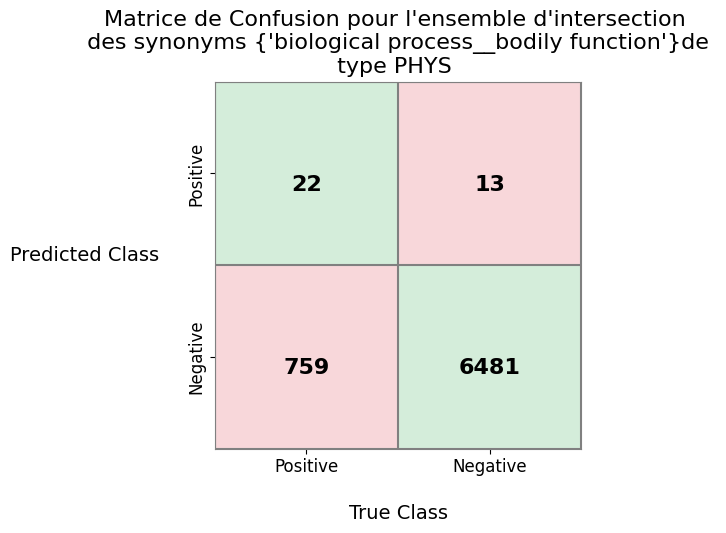 Matrice de Confusion pour l'ensemble d'intersection
des synonyms {'biological process__bodily function'}de
type PHYS
Positive
22
13
Predicted Class
Negative
759
6481
Positive
Negative
True Class